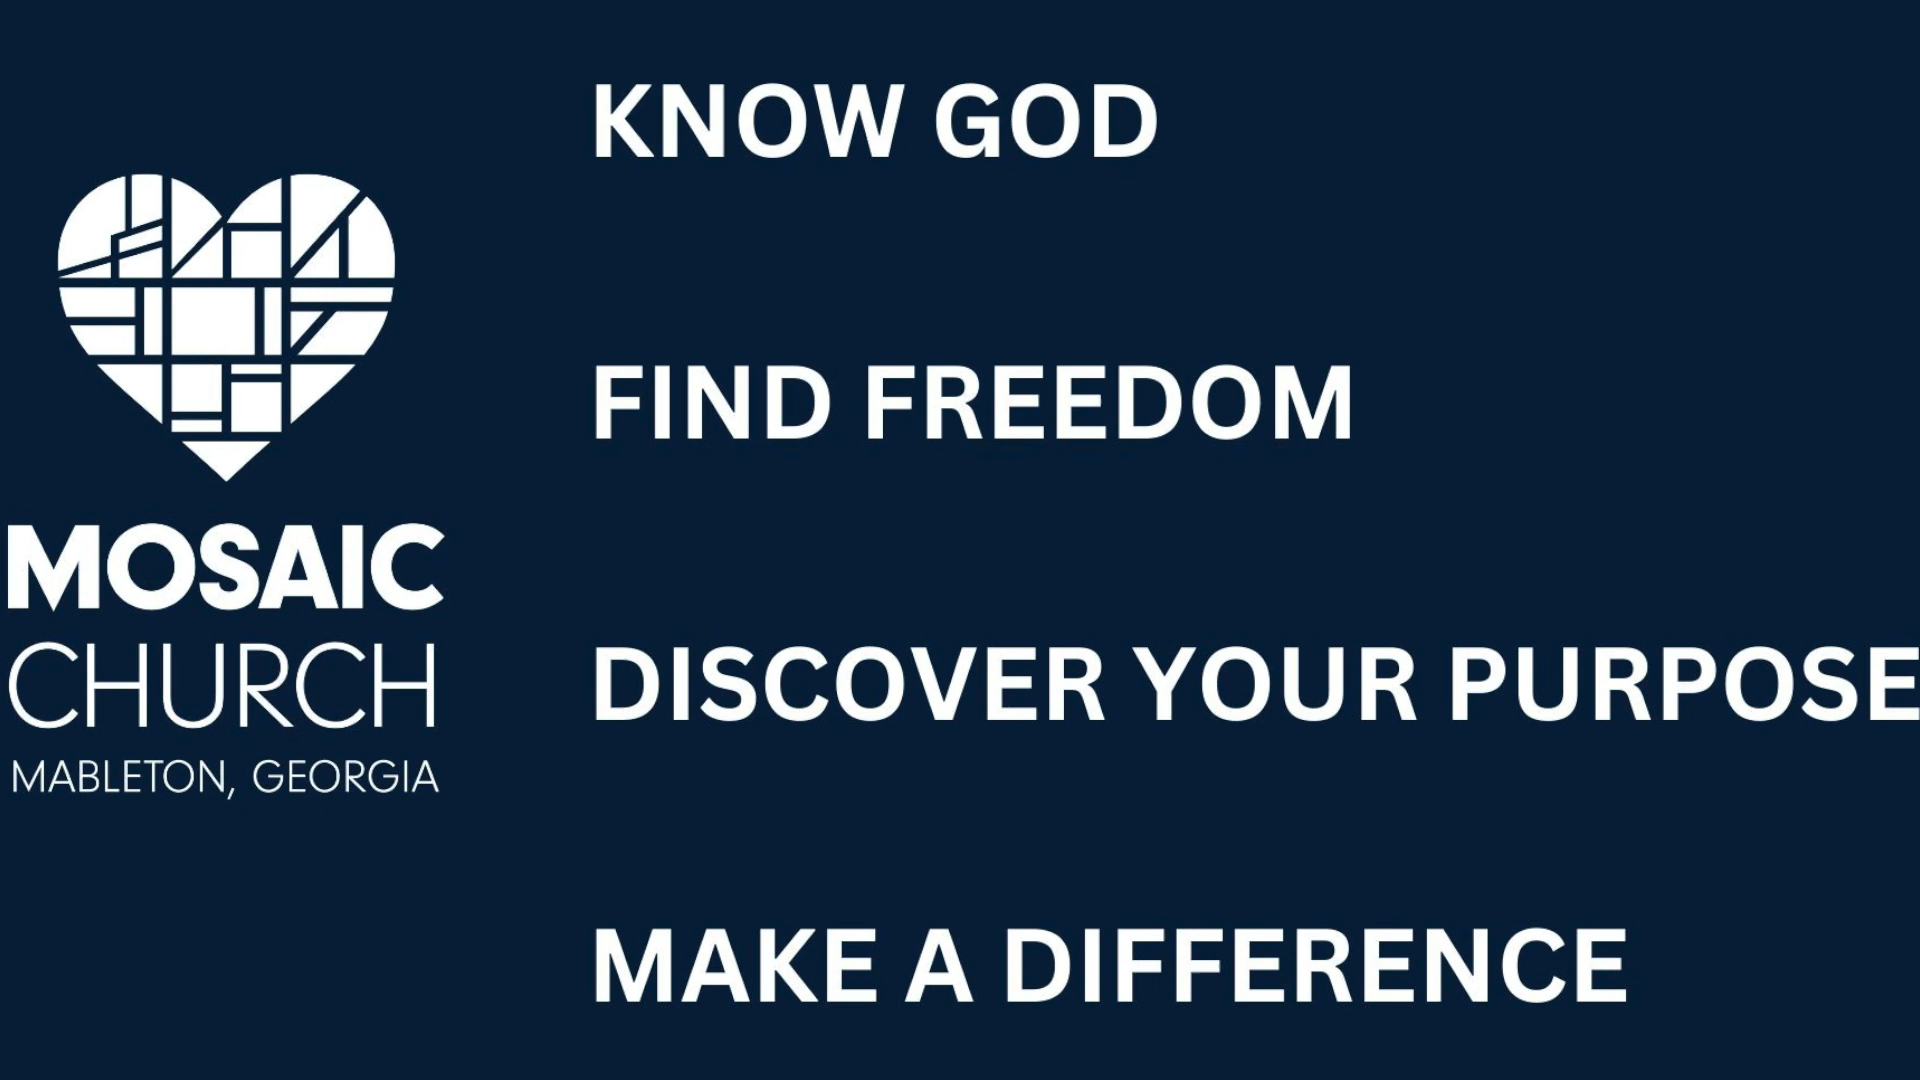 MOSAIC
CHURCH
MABLETON, GEORGIA
KNOW GOD
FIND FREEDOM
DISCOVER YOUR PURPOSE
MAKE A DIFFERENCE